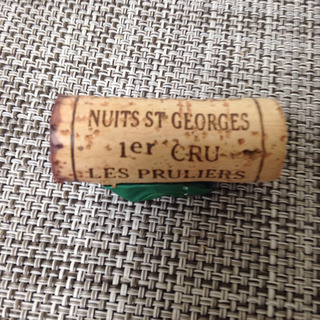 NUITS ST GEORGES
1er CRU
LES PRULIERS